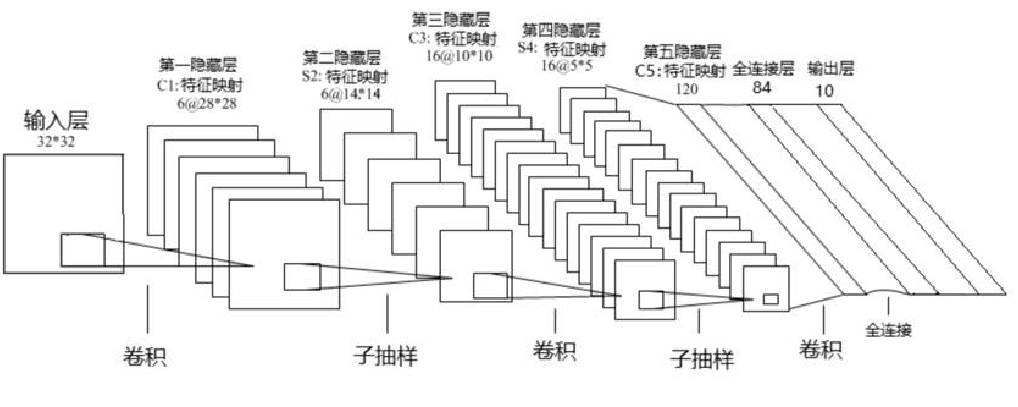 输入层
32*32
第一隐藏层
C1: 特征映射
6@28*28
第二隐藏层
S2: 特征映射
6@14*14
第三隐藏层
C3: 特征映射
16@10*10
第四隐藏层
S4: 特征映射
16@5*5
第五隐藏层
C5: 特征映射
120
全连接层
84
输出层
10
卷积
子抽样
卷积
子抽样
卷积
全连接